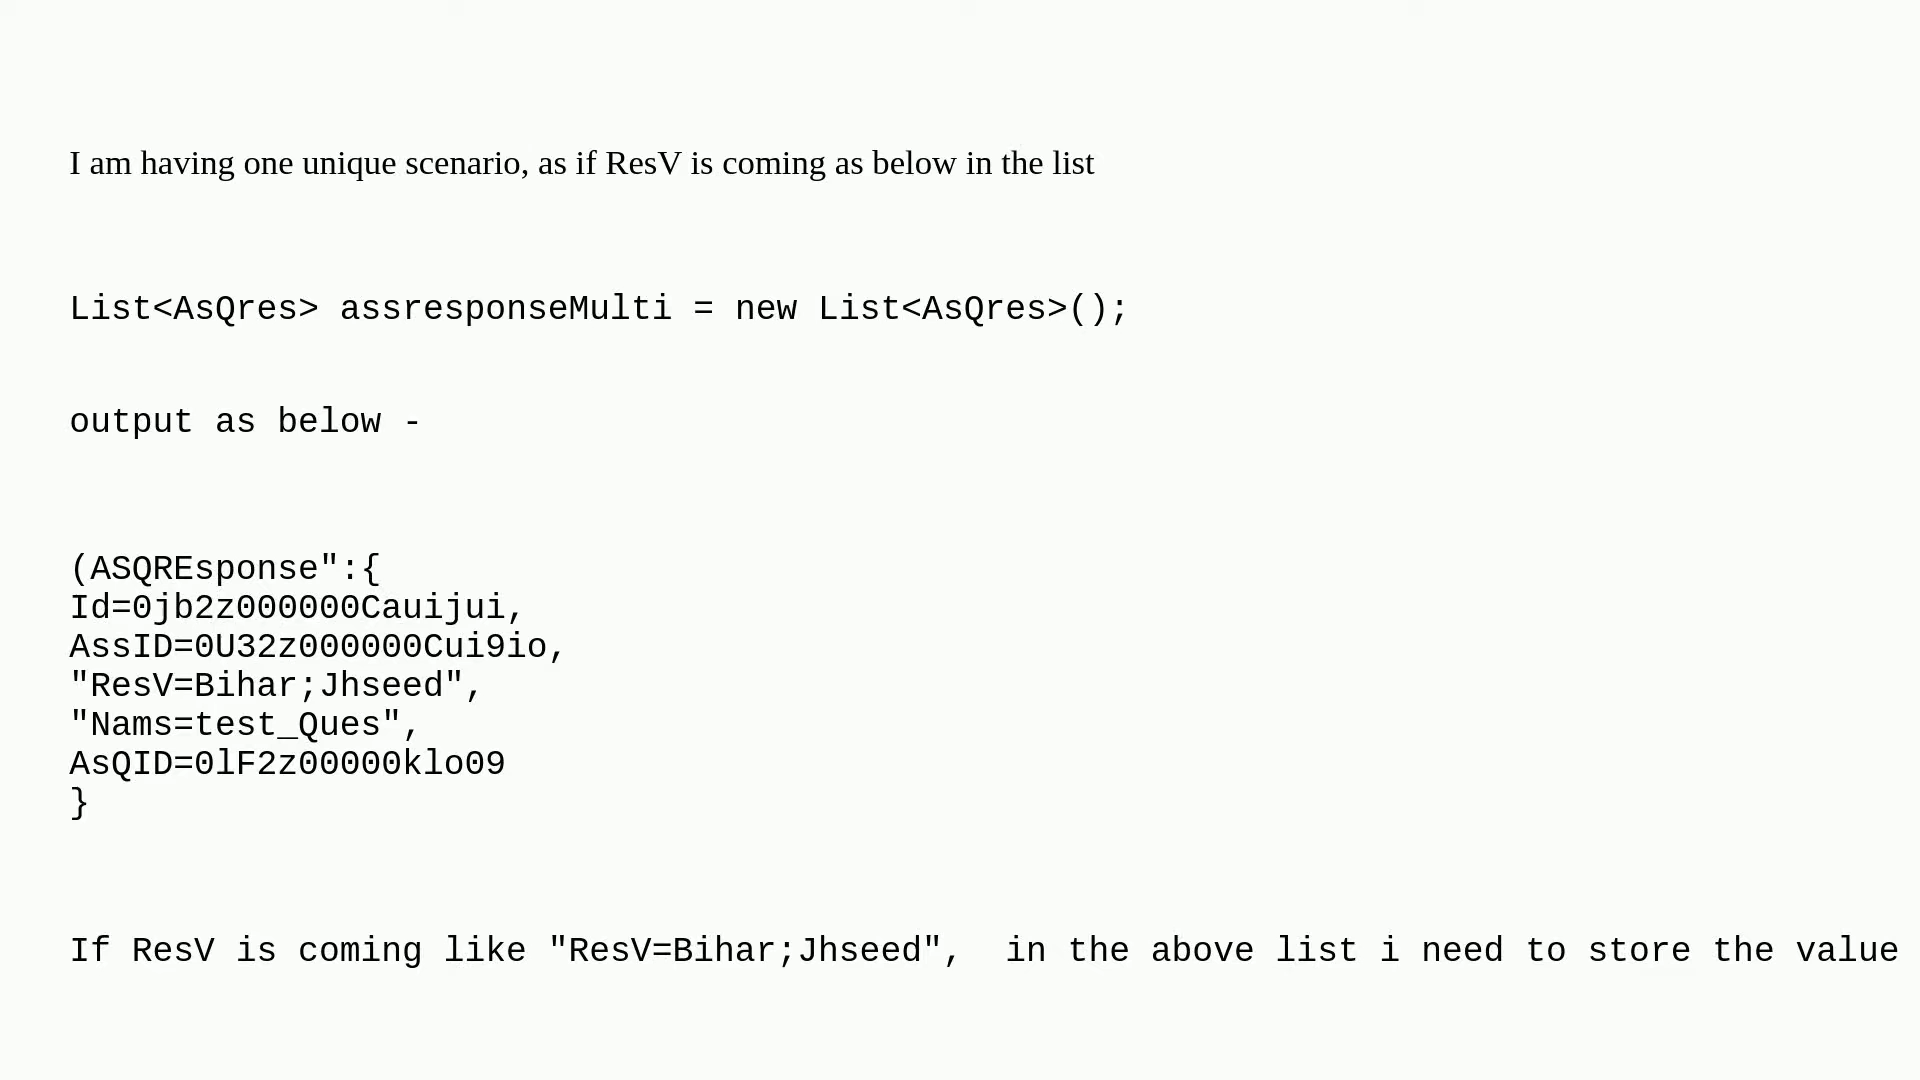 I am having one unique scenario, as if ResV is coming as below in the list
List<AsQres> assresponseMulti = new List<AsQres>();
output as below -
(ASQREsponse":{
Id=0jb2z000000Cauijui,
AssID=0U32z000000Cui9io,
"ResV=Bihar;Jhseed",
"Nams=test_Ques",
AsQID=0lF2z00000klo09
}
If ResV is coming like "ResV=Bihar;Jhseed",  in the above list i need to store the value